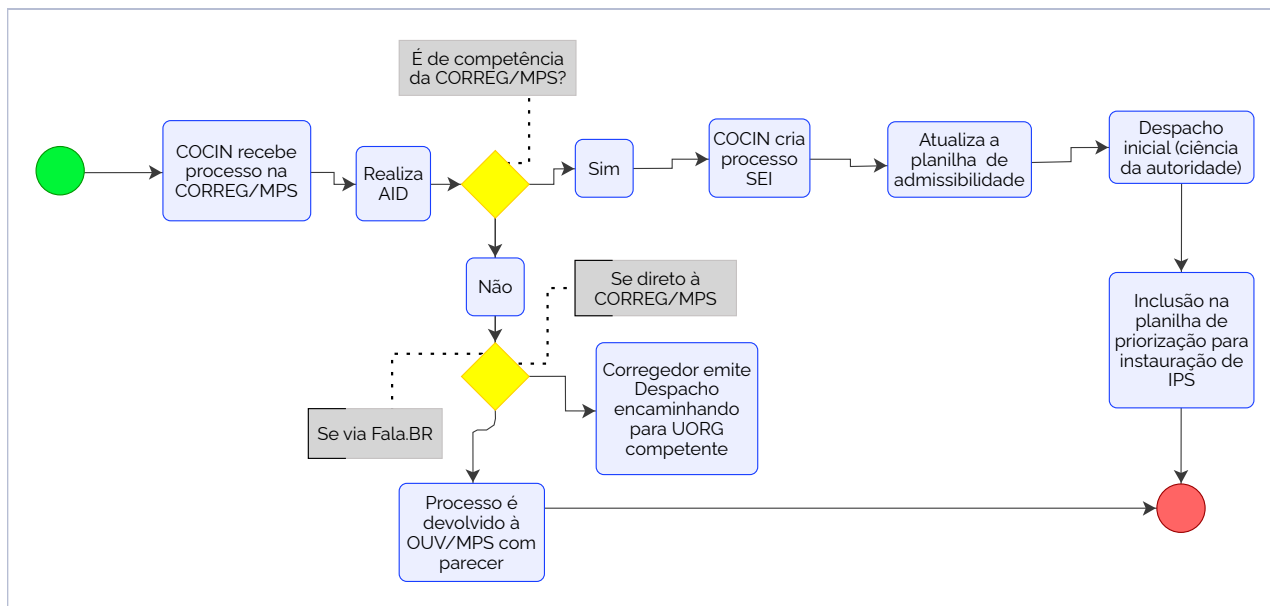 É de competência
da CORREG/MPS?
COCIN recebe
processo na
CORREG/MPS
Realiza
AID
Sim
COCIN cria
processo
SEI
Atualiza a
planilha de
admissibilidade
Despacho
inicial (ciência
da autoridade)
Não
Se direto à
CORREG/MPS
Inclusão na
planilha de
priorização para
instauração de
IPS
Se via Fala.BR
Corregedor emite
Despacho
encaminhando
para UORG
competente
Processo é
devolvido à
OUV/MPS com
parecer